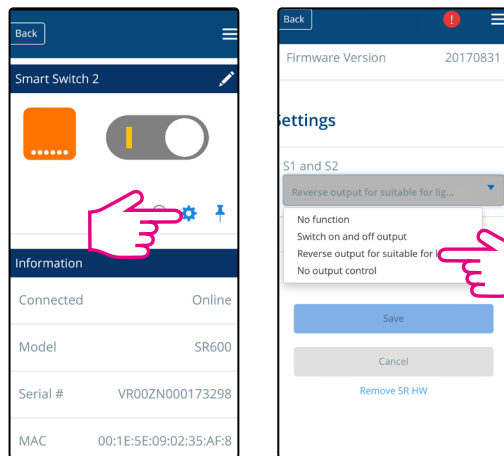 Back
Smart Switch 2
Information
Connected Online
Model SR600
Serial # VR00ZN000173298
MAC 00:1E:5E:09:02:35:AF:8
Back
!
Firmware Version 20170831
Settings
S1 and S2
Reverse output for suitable for lig...
No function
Switch on and off output
Reverse output for suitable for l
No output control
Save
Cancel
Remove SR HW